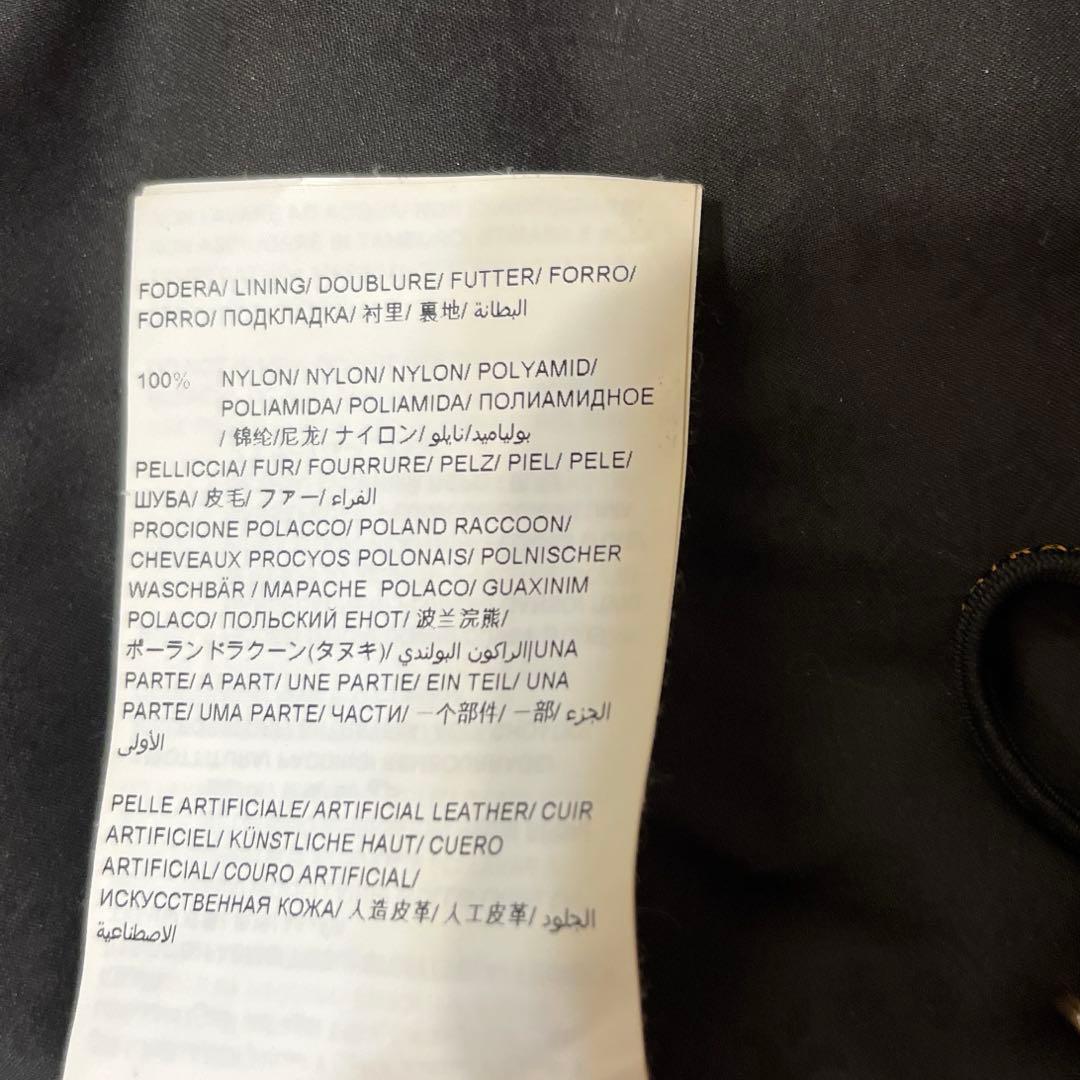 FODERA/ LINING/ DOUBLURE/ FUTTER/ FORRO/
FORRO/ ПОДКЛАДКА/ 衬里/ 裏地/ البطانة
100% NYLON/ NYLON/ NYLON/ POLYAMID/
POLIAMIDA/ POLIAMIDA/ ПОЛИАМИДНОЕ
/ 锦纶/尼龙/ ナイロン/ بولياميد/نايلو
PELLICCIA/ FUR/ FOURRURE/ PELZ/ PIEL/ PELE/
ШУБА/ 皮毛/ ファー/ الفراء
PROCIONE POLACCO/ POLAND RACCOON/
CHEVEAUX PROCYOS POLONAIS/ POLNISCHER
WASCHBÄR / MAPACHE POLACO/ GUAXINIM
POLACO/ ПОЛЬСКИЙ ЕНОТ/ 波兰浣熊/
ポーランドラクーン(タヌキ)/ الراكون البولندي||UNA
PARTE/ A PART/ UNE PARTIE/ EIN TEIL/ UNA
PARTE/ UMA PARTE/ ЧАСТИ/ 一个部件/ 一部/ الجزء
الأولى
PELLE ARTIFICIALE/ ARTIFICIAL LEATHER/ CUIR
ARTIFICIEL/ KÜNSTLICHE HAUT/ CUERO
ARTIFICIAL/ COURO ARTIFICIAL/
ИСКУССТВЕННАЯ КОЖА/ 人造皮革/ 人工皮革/ الجلود
الاصطناعية